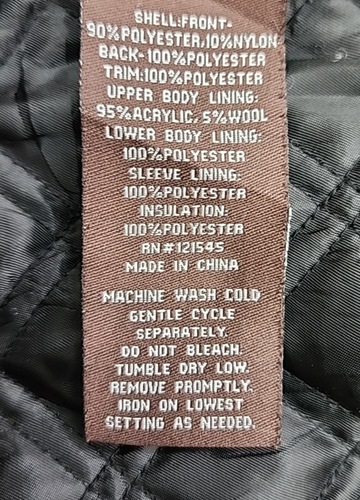 SHELL:FRONT-
90%POLYESTER,10%NYLON
BACK-100%POLYESTER
TRIM:100%POLYESTER
UPPER BODY LINING:
95%ACRYLIC, 5%WOOL
LOWER BODY LINING:
100%POLYESTER
SLEEVE LINING:
100%POLYESTER
INSULATION:
100%POLYESTER
RN#121545
MADE IN CHINA
MACHINE WASH COLD
GENTLE CYCLE
SEPARATELY.
DO NOT BLEACH.
TUMBLE DRY LOW.
REMOVE PROMPTLY.
IRON ON LOWEST
SETTING AS NEEDED.